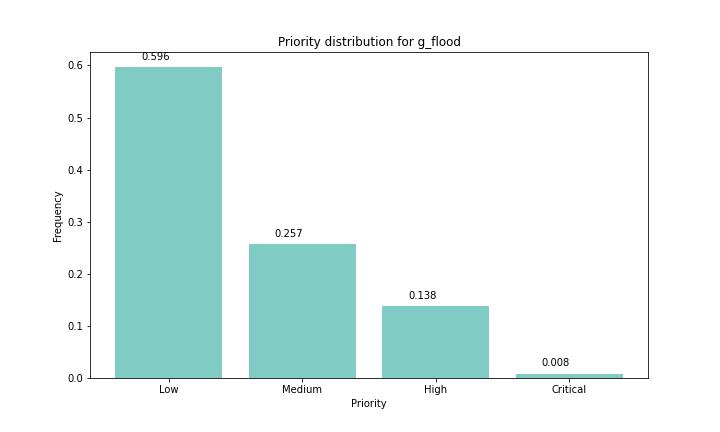 Priority distribution for g_flood
0.596
0.257
0.138
0.008
0.6
0.5
0.4
0.3
0.2
0.1
0.0
Frequency
Low
Medium
High
Critical
Priority